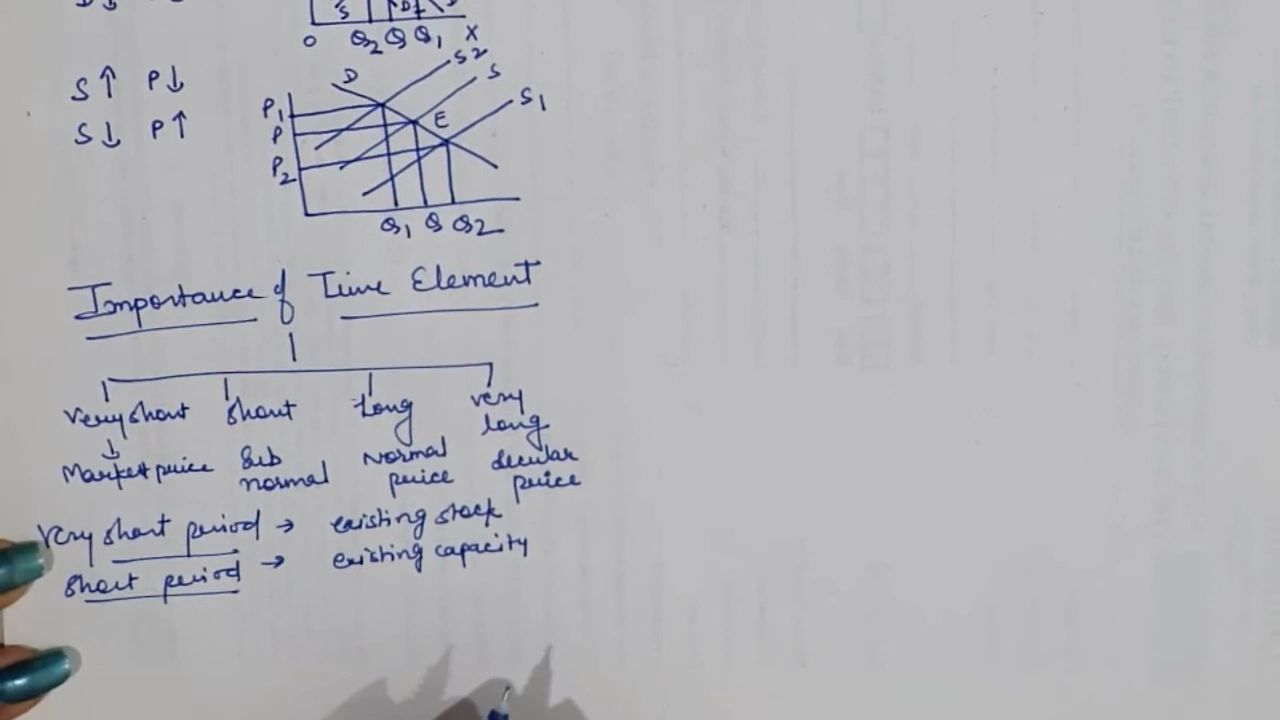 S
O Q2 Q Q1 X
S↑ P↓
S↓ P↑
D S2
S
S1
P1
P E
P2
Q1 Q Q2
Importance of Time Element
Very short short Long very long
↓
Market price Sub normal Normal price Secular price
Very short period → existing stock
Short period → existing capacity